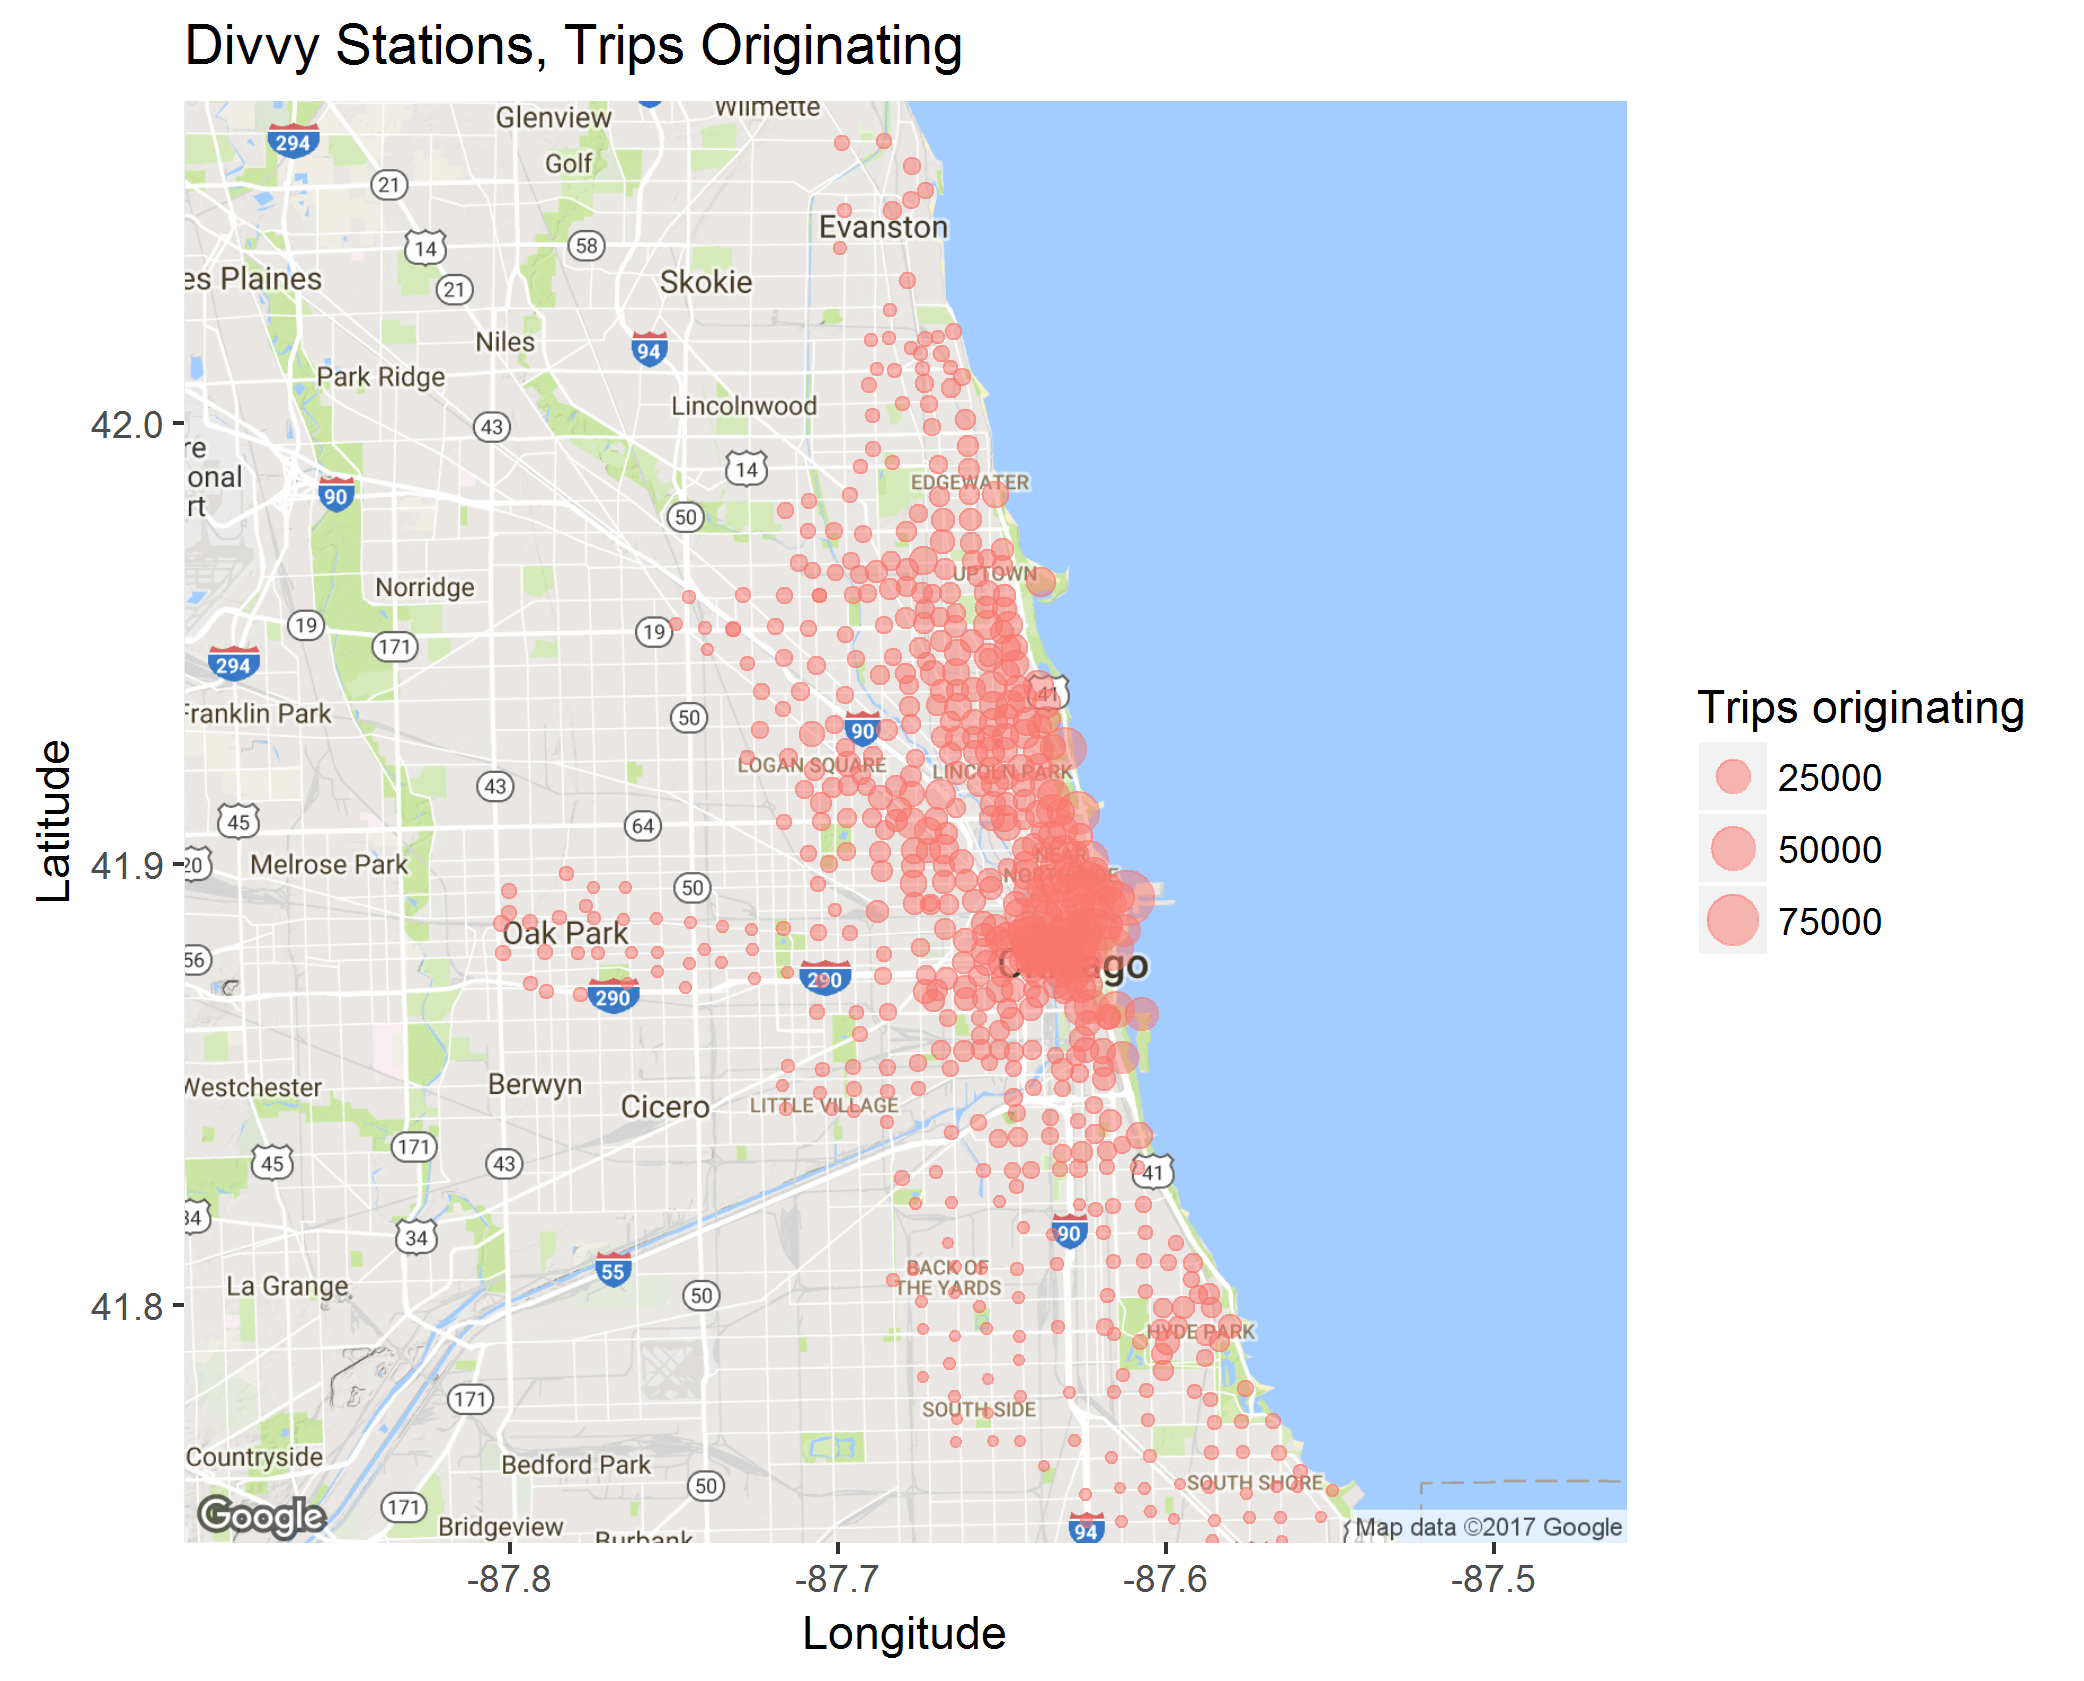 Divvy Stations, Trips Originating
Wilmette
Glenview
294
Golf
21
Evanston
14
58
es Plaines
Skokie
21
Niles
94
Park Ridge
Lincolnwood
42.0
43
re
onal
rt
14
EDGEWATER
90
50
UPTOWN
Norridge
19
19
171
294
41
Franklin Park
50
90
LOGAN SQUARE
LINCOLN PARK
43
45
64
Latitude
41.9
20
Melrose Park
NEAR
50
Oak Park
56
290
290
Westchester
Berwyn
Cicero
LITTLE VILLAGE
171
45
43
41
34
34
90
55
BACK OF
THE YARDS
La Grange
50
41.8
HYDE PARK
171
SOUTH SIDE
Countryside
Bedford Park
50
SOUTH SHORE
171
Google
Bridgeview
Burbank
94
Map data ©2017 Google
-87.8
-87.7
-87.6
-87.5
Longitude
Trips originating
25000
50000
75000